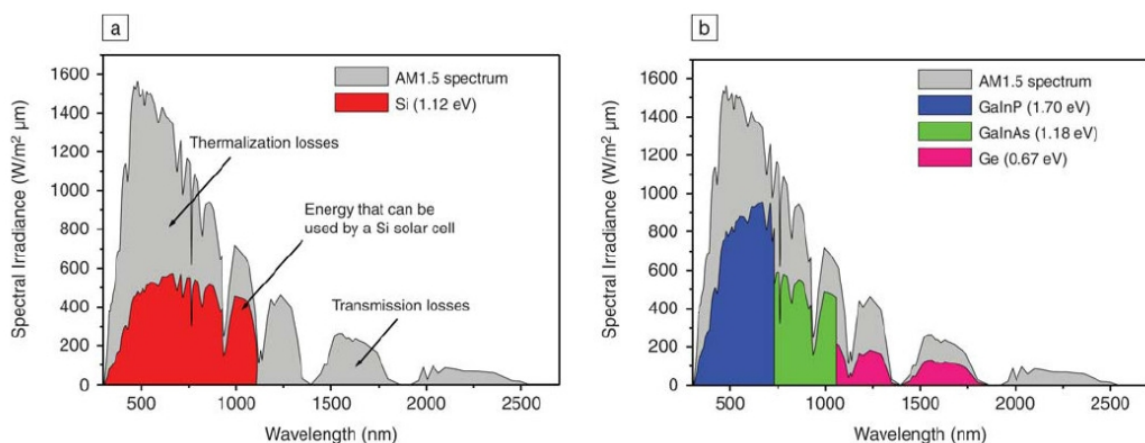 a
1600
1400
1200
1000
800
600
400
200
0
Spectral Irradiance (W/m² µm)
AM1.5 spectrum
Si (1.12 eV)
Thermalization losses
Energy that can be
used by a Si solar cell
Transmission losses
500 1000 1500 2000 2500
Wavelength (nm)
b
1600
1400
1200
1000
800
600
400
200
0
Spectral Irradiance (W/m² µm)
AM1.5 spectrum
GaInP (1.70 eV)
GaInAs (1.18 eV)
Ge (0.67 eV)
500 1000 1500 2000 2500
Wavelength (nm)